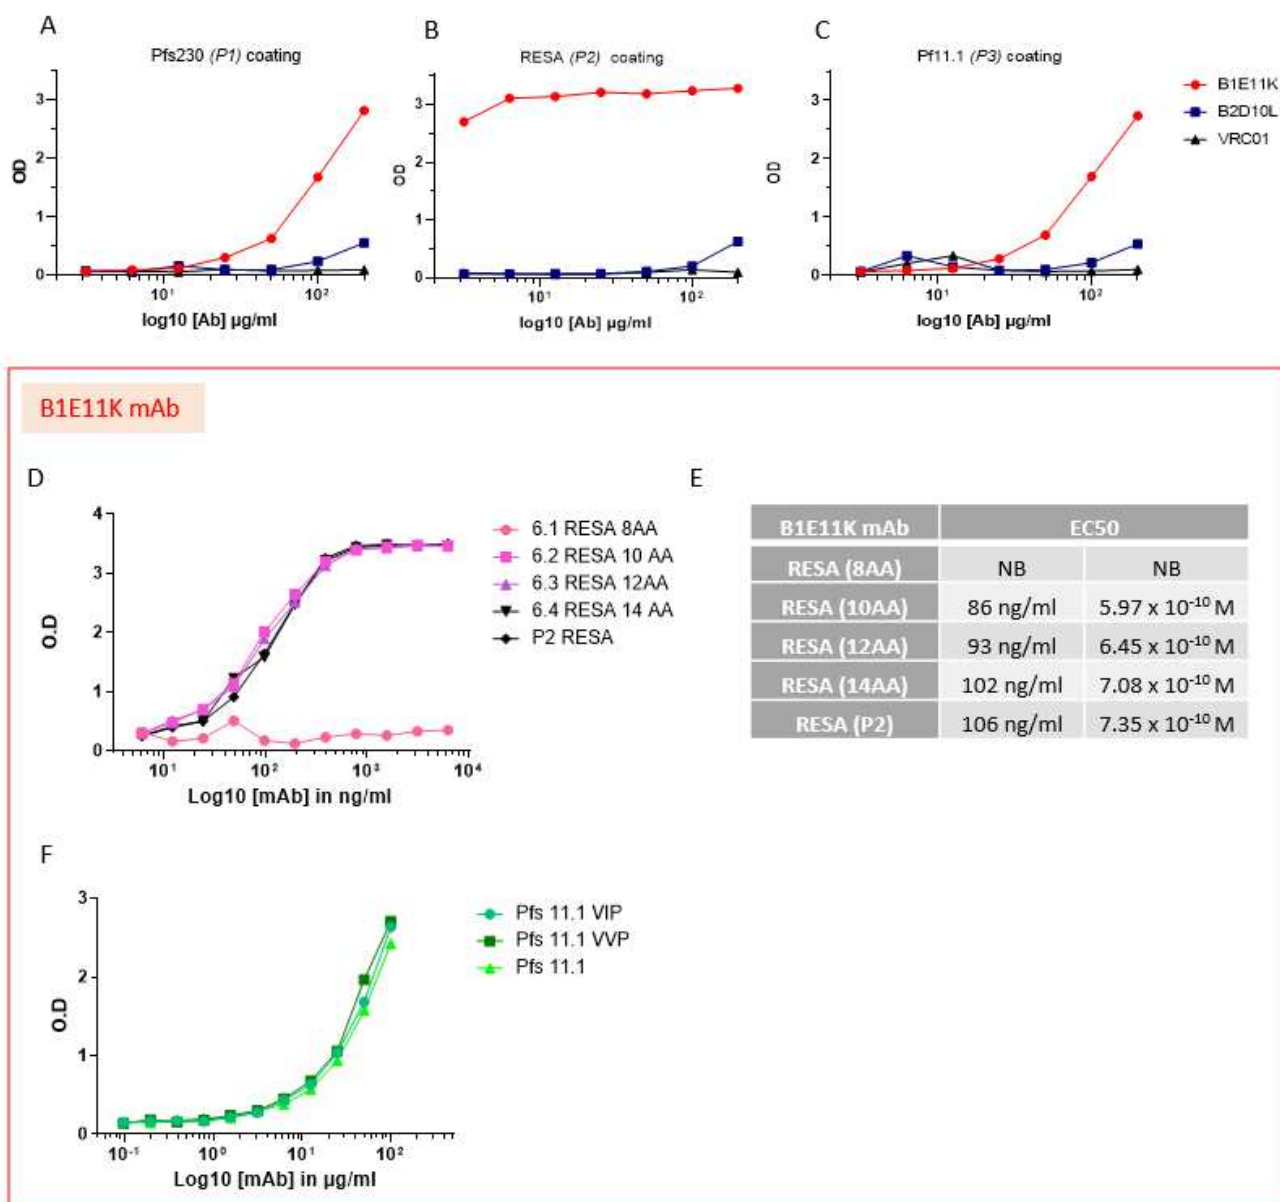 A
Pfs230 (P1) coating
OD
3
2
1
0
10¹
10²
log10 [Ab] µg/ml
B
RESA (P2) coating
OD
3
2
1
0
10¹
10²
log10 [Ab] µg/ml
C
Pf11.1 (P3) coating
OD
3
2
1
0
10¹
10²
log10 [Ab] µg/ml
B1E11K
B2D10L
VRC01
B1E11K mAb
D
O.D
4
3
2
1
0
10¹
10²
10³
10⁴
Log10 [mAb] in ng/ml
6.1 RESA 8AA
6.2 RESA 10 AA
6.3 RESA 12AA
6.4 RESA 14 AA
P2 RESA
E
B1E11K mAb EC50
RESA (8AA) NB NB
RESA (10AA) 86 ng/ml 5.97 x 10⁻¹⁰ M
RESA (12AA) 93 ng/ml 6.45 x 10⁻¹⁰ M
RESA (14AA) 102 ng/ml 7.08 x 10⁻¹⁰ M
RESA (P2) 106 ng/ml 7.35 x 10⁻¹⁰ M
F
O.D
3
2
1
0
10⁻¹
10⁰
10¹
10²
Log10 [mAb] in µg/ml
Pfs 11.1 VIP
Pfs 11.1 VVP
Pfs 11.1